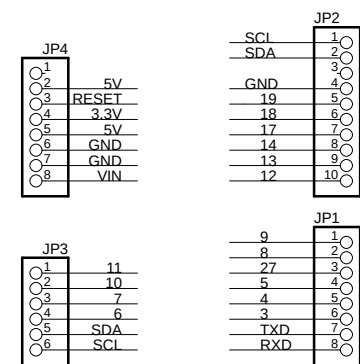 JP4
1
2 5V
3 RESET
4 3.3V
5 5V
6 GND
7 GND
8 VIN
JP2
SCL 1
SDA 2
3
GND 4
19 5
18 6
17 7
14 8
13 9
12 10
JP3
1 11
2 10
3 7
4 6
5 SDA
6 SCL
JP1
9 1
8 2
27 3
5 4
4 5
3 6
TXD 7
RXD 8